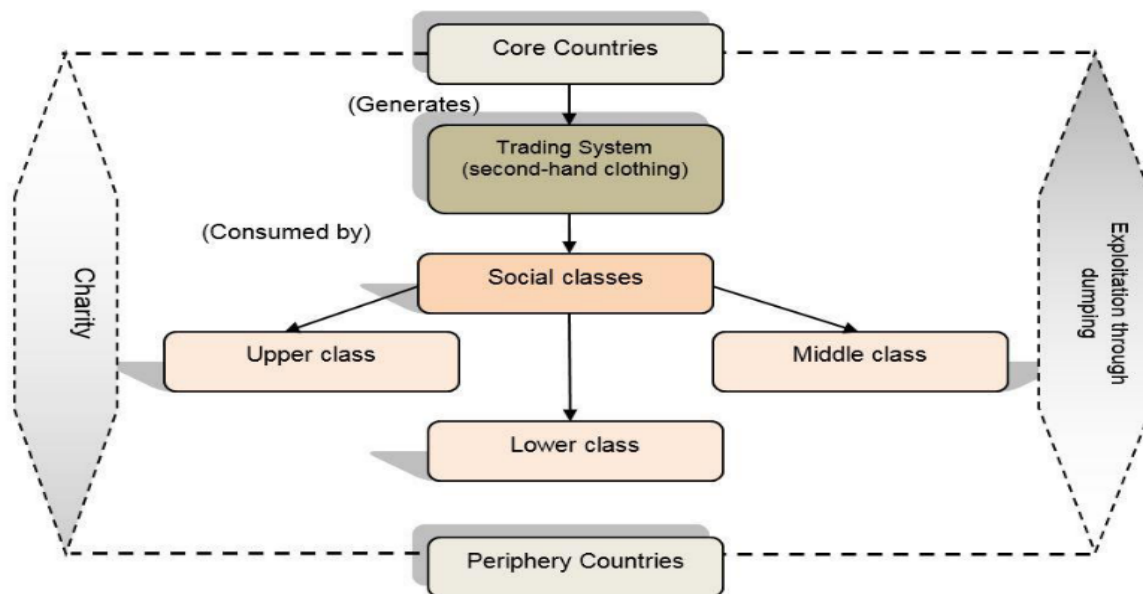 Core Countries
(Generates)
Trading System
(second-hand clothing)
(Consumed by)
Social classes
Charity
Exploitation through
dumping
Upper class
Middle class
Lower class
Periphery Countries